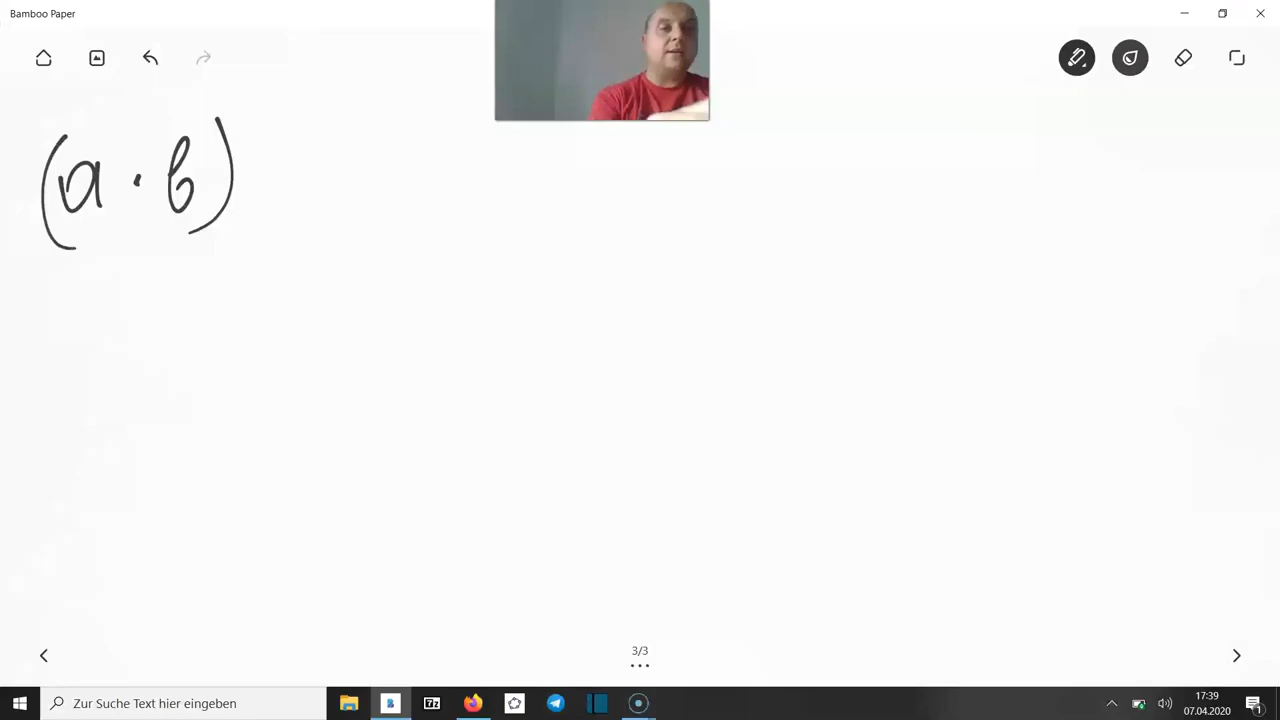 Bamboo Paper
(a · b)
3/3
Zur Suche Text hier eingeben
17:39
07.04.2020